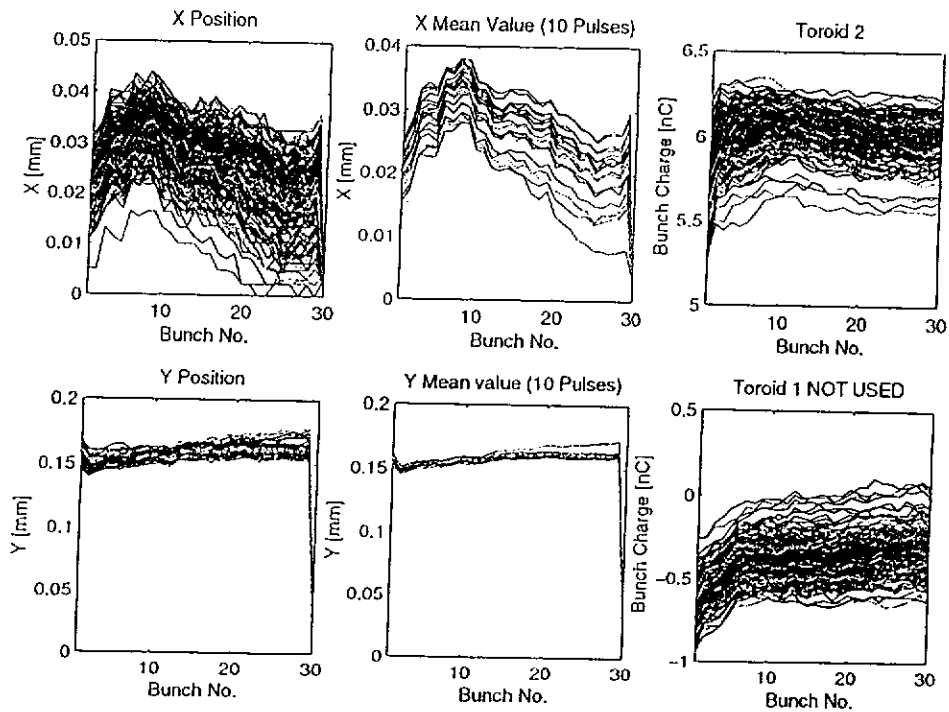 X Position
0.05
0.04
0.03
0.02
0.01
0
X [mm]
10
20
30
Bunch No.
X Mean Value (10 Pulses)
0.04
0.03
0.02
0.01
0
X [mm]
10
20
30
Bunch No.
Toroid 2
6.5
6
5.5
5
Bunch Charge [nC]
10
20
30
Bunch No.
Y Position
0.2
0.15
0.1
0.05
0
Y [mm]
10
20
30
Bunch No.
Y Mean value (10 Pulses)
0.2
0.15
0.1
0.05
0
Y [mm]
10
20
30
Bunch No.
Toroid 1 NOT USED
0.5
0
-0.5
-1
Bunch Charge [nC]
10
20
30
Bunch No.